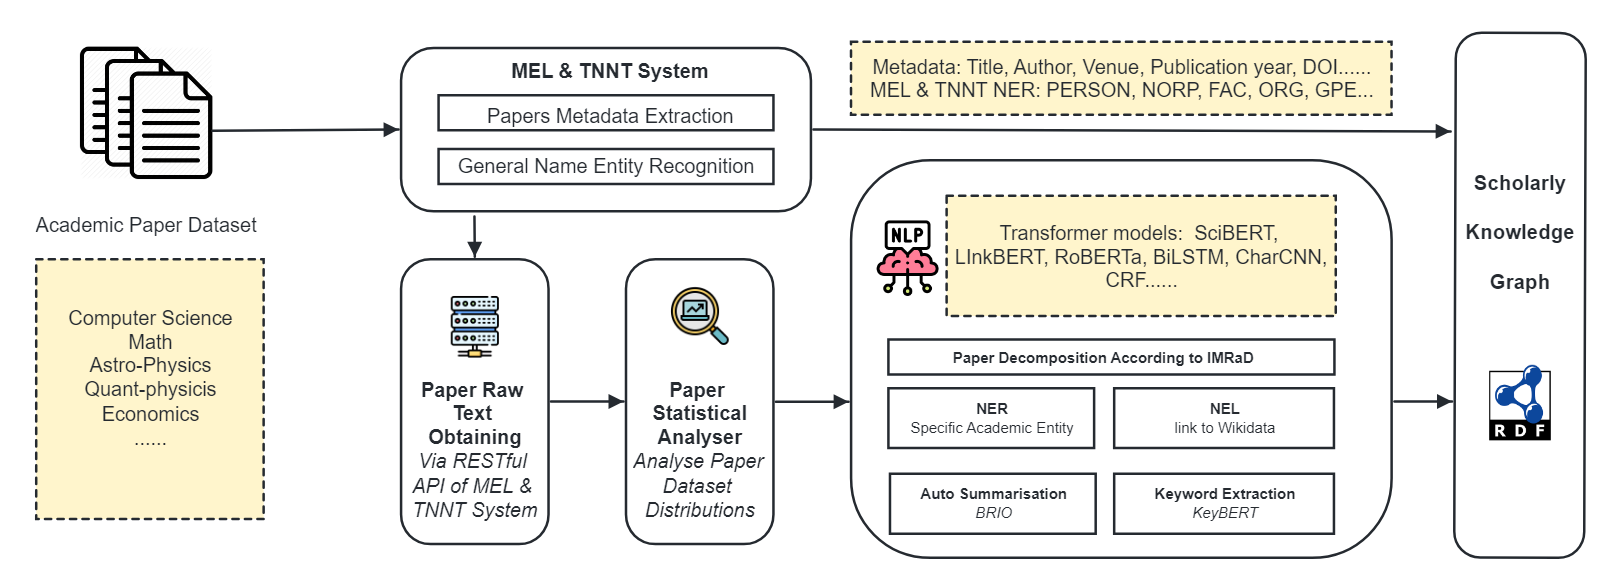 Academic Paper Dataset
Computer Science
Math
Astro-Physics
Quant-physicis
Economics
......
MEL & TNNT System
Papers Metadata Extraction
General Name Entity Recognition
Metadata: Title, Author, Venue, Publication year, DOI......
MEL & TNNT NER: PERSON, NORP, FAC, ORG, GPE...
Paper Raw
Text
Obtaining
Via RESTful
API of MEL &
TNNT System
Paper
Statistical
Analyser
Analyse Paper
Dataset
Distributions
NLP
Transformer models:  SciBERT,
LInkBERT, RoBERTa, BiLSTM, CharCNN,
CRF......
Paper Decomposition According to IMRaD
NER
Specific Academic Entity
NEL
link to Wikidata
Auto Summarisation
BRIO
Keyword Extraction
KeyBERT
Scholarly
Knowledge
Graph
RDF